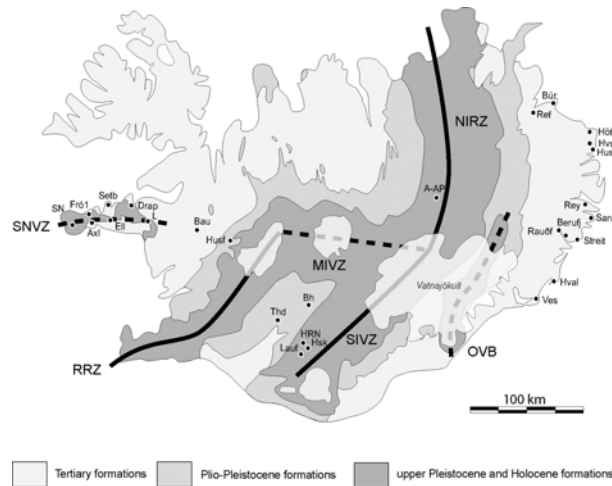 NIRZ
Búr
Ref
Höf
Hvs
Hus
A-AP
Setb
Fró1
Drap
SN
L
SNVZ
Axl
Ell
Bau
Husf
Rey
San
Beruf
Rauðf
Streit
MIVZ
Vatnajökull
Bh
Thd
Hval
Ves
HRN
Hsk
Lauf
SIVZ
OVB
RRZ
100 km
Tertiary formations
Plio-Pleistocene formations
upper Pleistocene and Holocene formations